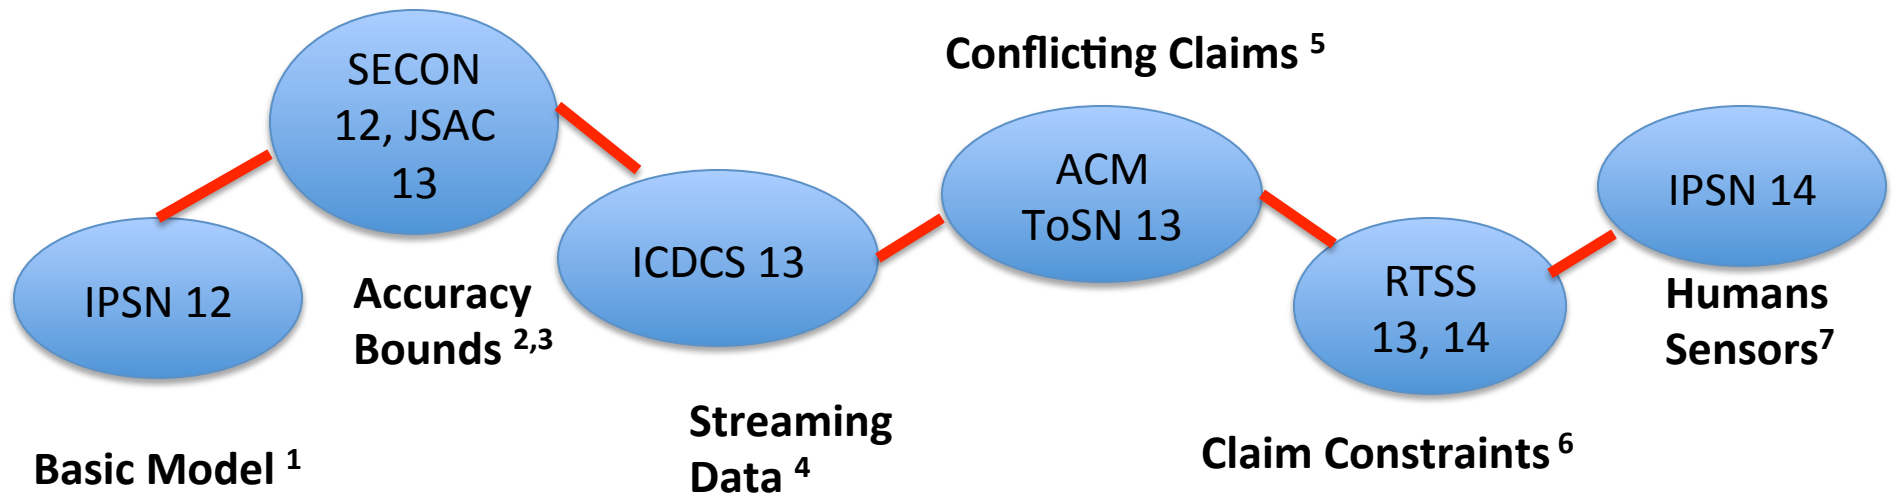 IPSN 12
Basic Model 1
SECON
12, JSAC
13
Accuracy
Bounds 2,3
ICDCS 13
Streaming
Data 4
Conflicting Claims 5
ACM
ToSN 13
RTSS
13, 14
Claim Constraints 6
IPSN 14
Humans
Sensors7